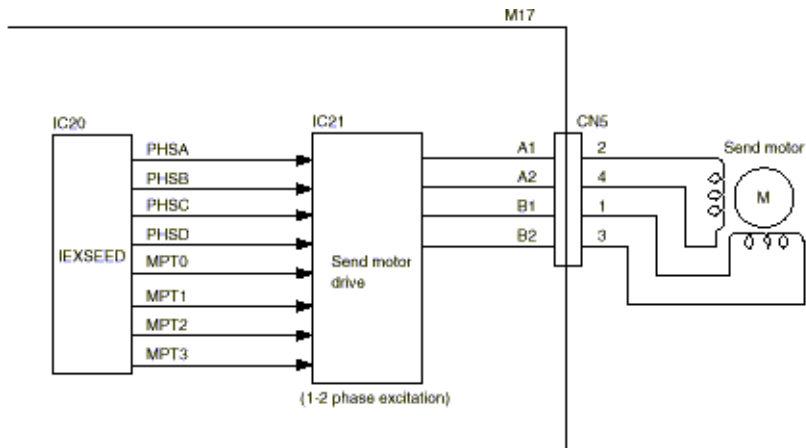 M17
IC20
IC21
CN5
PHSA
PHSB
PHSC
PHSD
MPT0
MPT1
MPT2
MPT3
IEXSEED
Send motor
drive
(1-2 phase excitation)
A1
A2
B1
B2
2
4
1
3
Send motor
M